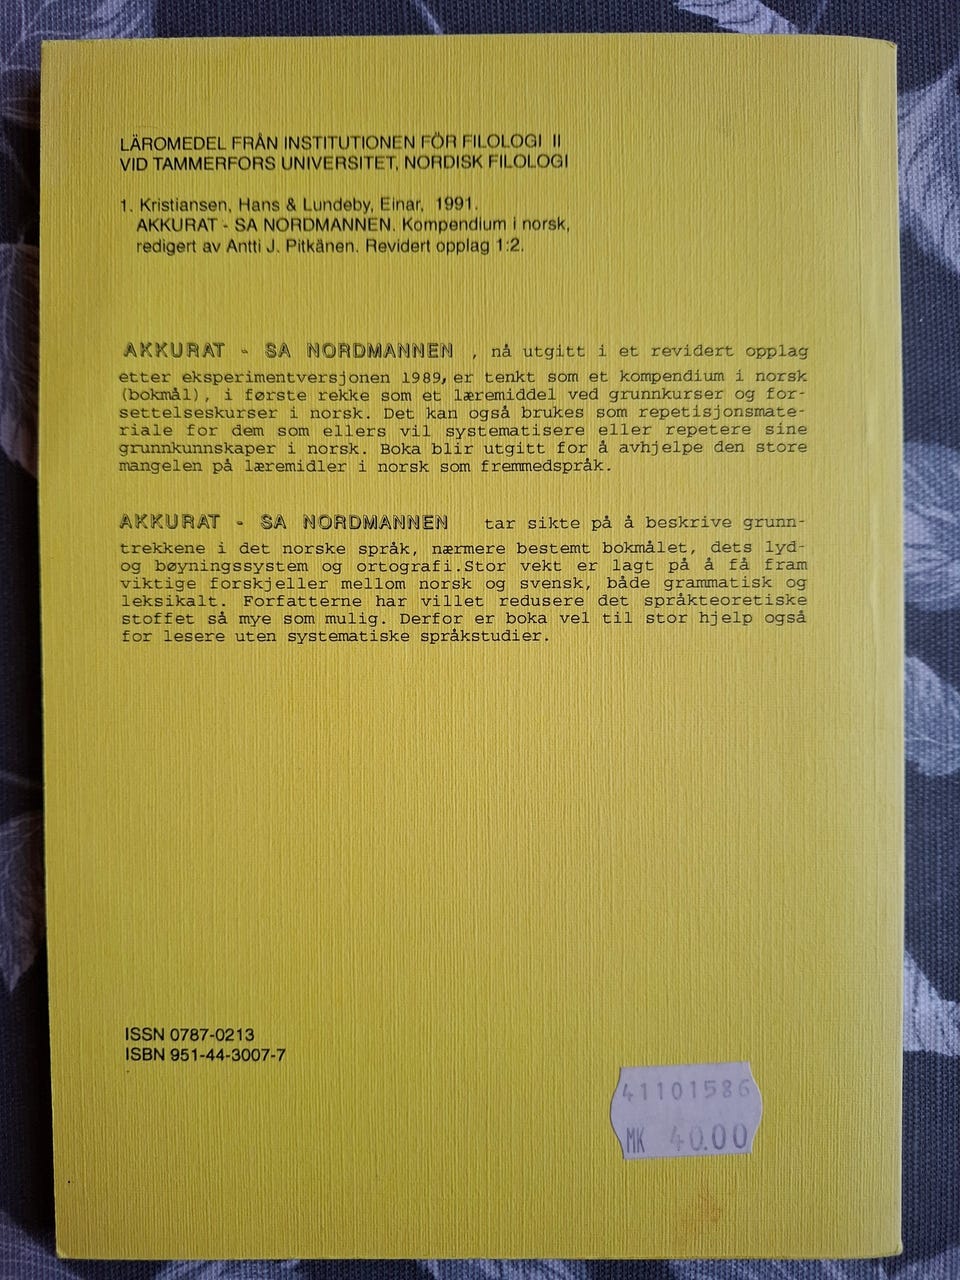 LÄROMEDEL FRÅN INSTITUTIONEN FÖR FILOLOGI II
VID TAMMERFORS UNIVERSITET, NORDISK FILOLOGI
1. Kristiansen, Hans & Lundeby, Einar, 1991.
AKKURAT - SA NORDMANNEN. Kompendium i norsk,
redigert av Antti J. Pitkänen. Revidert opplag 1:2.
AKKURAT - SA NORDMANNEN , nå utgitt i et revidert opplag
etter eksperimentversjonen 1989, er tenkt som et kompendium i norsk
(bokmål), i første rekke som et læremiddel ved grunnkurser og for-
settelseskurser i norsk. Det kan også brukes som repetisjonsmate-
riale for dem som ellers vil systematisere eller repetere sine
grunnkunnskaper i norsk. Boka blir utgitt for å avhjelpe den store
mangelen på læremidler i norsk som fremmedspråk.
AKKURAT - SA NORDMANNEN tar sikte på å beskrive grunn-
trekkene i det norske språk, nærmere bestemt bokmålet, dets lyd-
og bøyningssystem og ortografi.Stor vekt er lagt på å få fram
viktige forskjeller mellom norsk og svensk, både grammatisk og
leksikalt. Forfatterne har villet redusere det språkteoretiske
stoffet så mye som mulig. Derfor er boka vel til stor hjelp også
for lesere uten systematiske språkstudier.
ISSN 0787-0213
ISBN 951-44-3007-7
41101586
MK 40.00